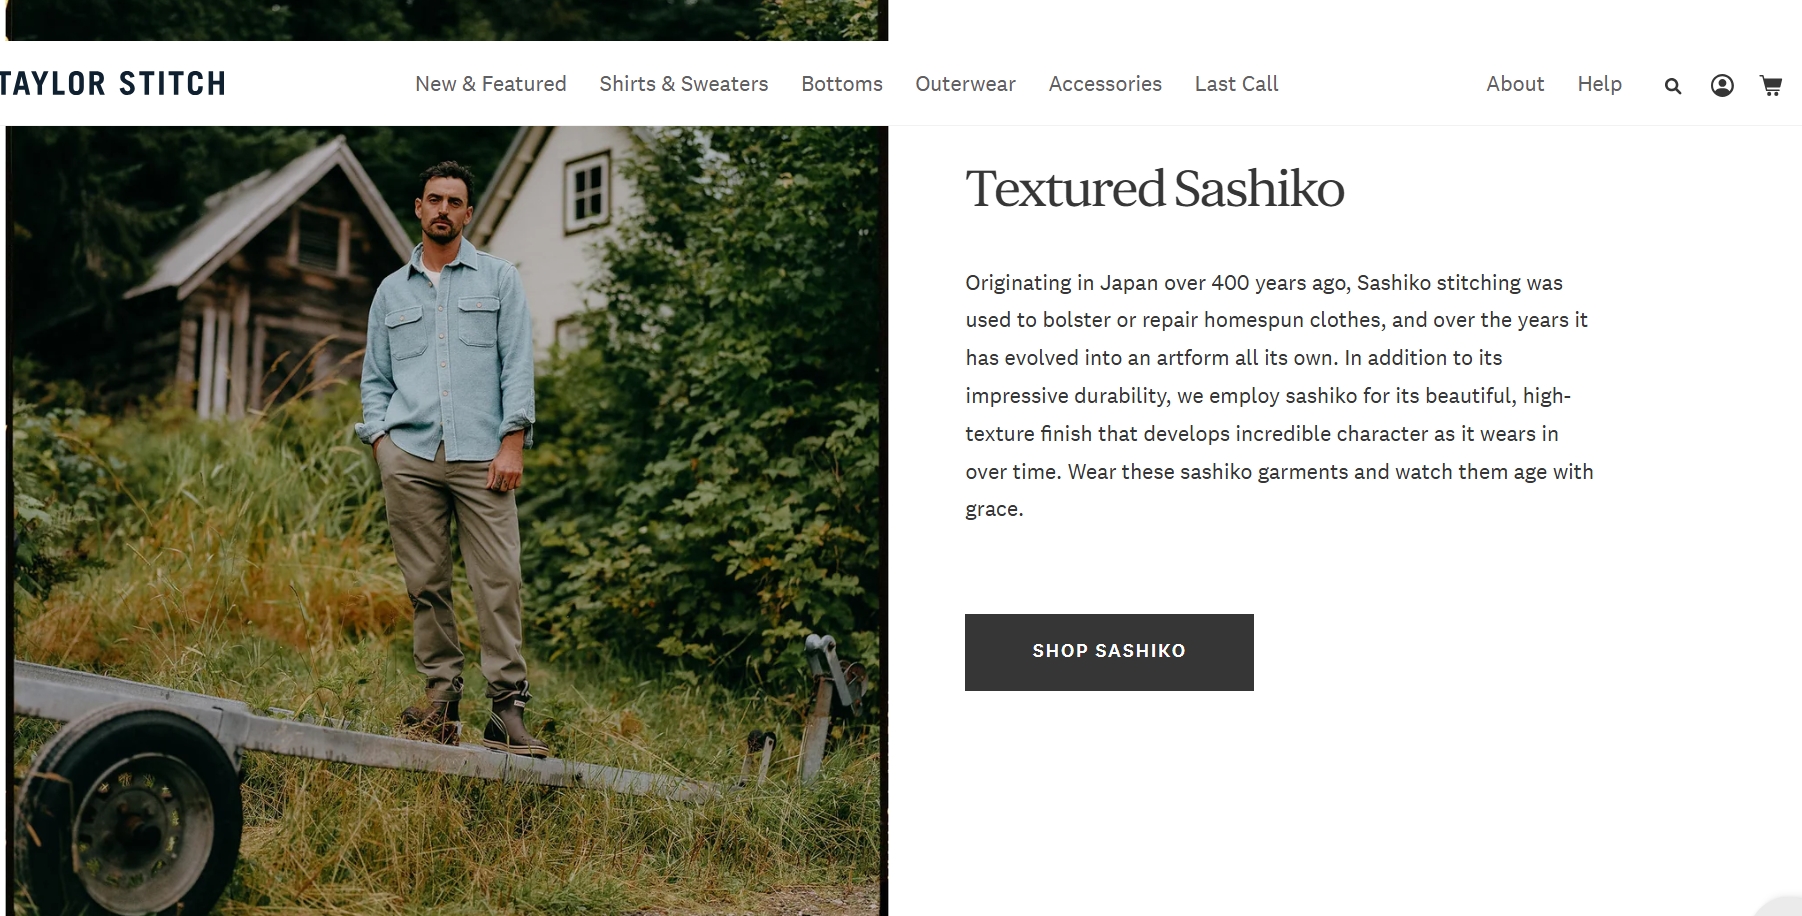 TAYLOR STITCH
New & Featured
Shirts & Sweaters
Bottoms
Outerwear
Accessories
Last Call
About
Help
Textured Sashiko
Originating in Japan over 400 years ago, Sashiko stitching was
used to bolster or repair homespun clothes, and over the years it
has evolved into an artform all its own. In addition to its
impressive durability, we employ sashiko for its beautiful, high-
texture finish that develops incredible character as it wears in
over time. Wear these sashiko garments and watch them age with
grace.
SHOP SASHIKO